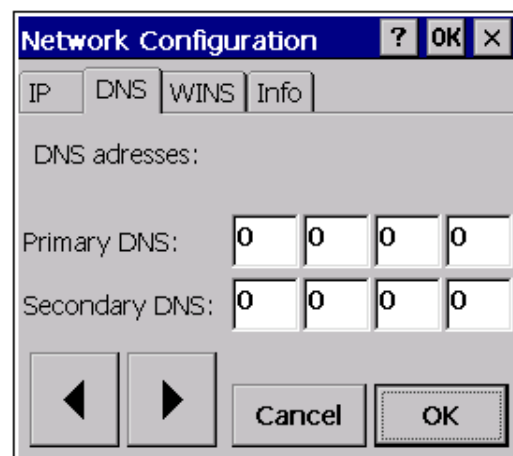 Network Configuration ? OK ×
IP DNS WINS Info
DNS adresses:
Primary DNS: 0 0 0 0
Secondary DNS: 0 0 0 0
Cancel OK